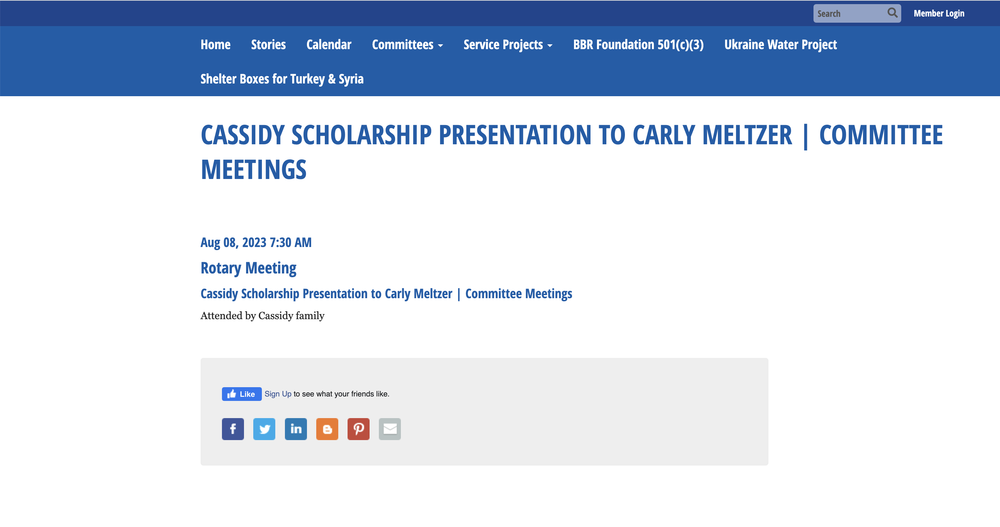 Search
Member Login
Home Stories Calendar Committees Service Projects BBR Foundation 501(c)(3) Ukraine Water Project
Shelter Boxes for Turkey & Syria
CASSIDY SCHOLARSHIP PRESENTATION TO CARLY MELTZER | COMMITTEE
MEETINGS
Aug 08, 2023 7:30 AM
Rotary Meeting
Cassidy Scholarship Presentation to Carly Meltzer | Committee Meetings
Attended by Cassidy family
Like Sign Up to see what your friends like.